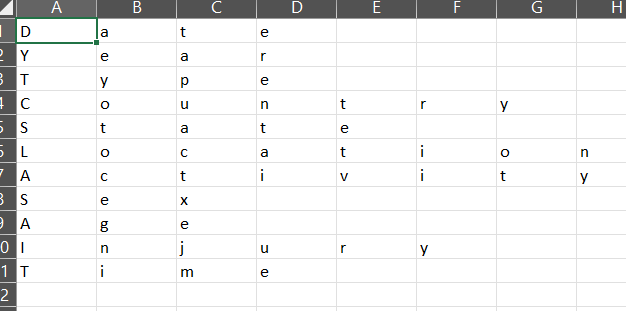 A B C D E F G H
1 D a t e
2 Y e a r
3 T y p e
4 C o u n t r y
5 S t a t e
6 L o c a t i o n
7 A c t i v i t y
8 S e x
9 A g e
0 I n j u r y
1 T i m e
2